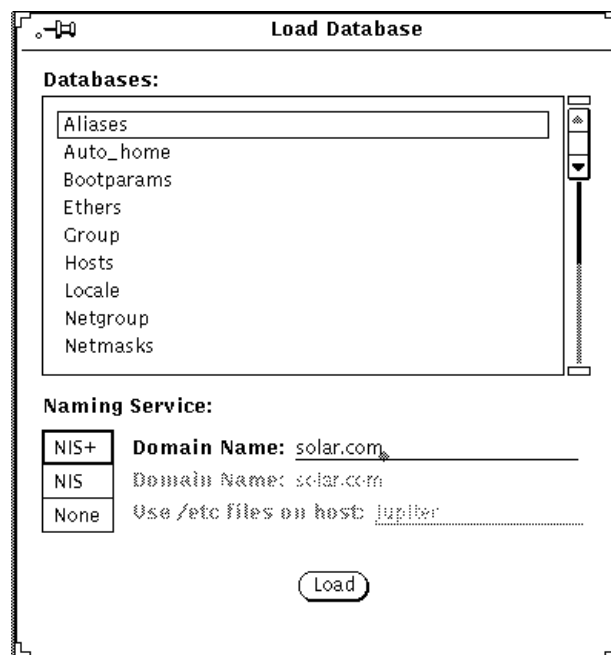 Load Database
Databases:
Aliases
Auto_home
Bootparams
Ethers
Group
Hosts
Locale
Netgroup
Netmasks
Naming Service:
NIS+ Domain Name: solar.com
NIS Domain Name: solar.com
None Use /etc files on host: jupiter
Load